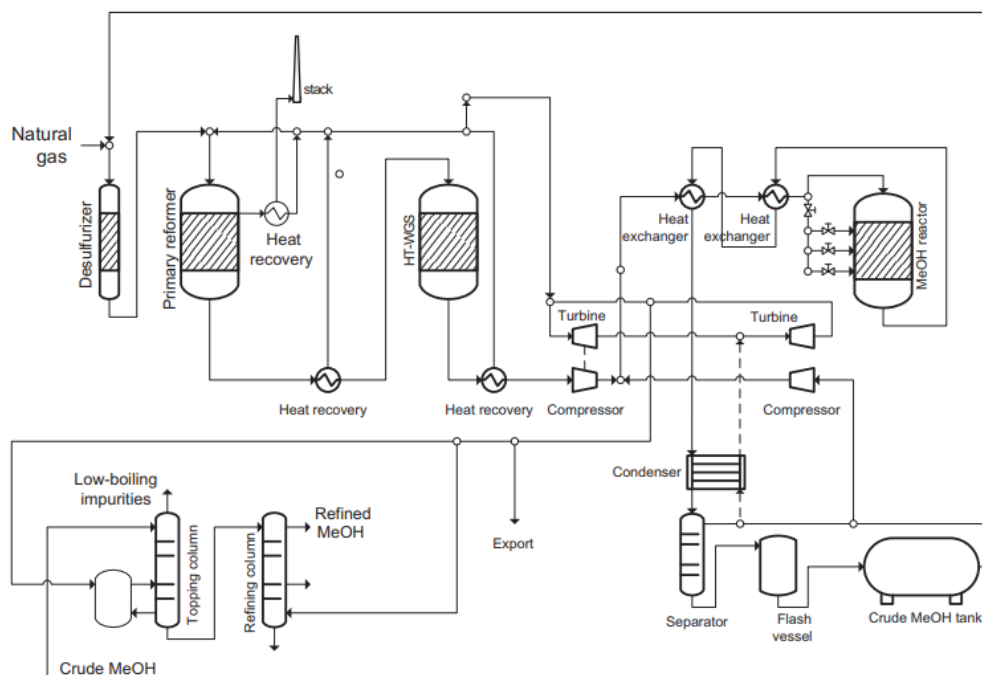 stack
Natural
gas
Desulfurizer
Primary reformer
Heat
recovery
HT-WGS
Heat
exchanger
Heat
exchanger
MeOH reactor
Turbine
Turbine
Heat recovery
Heat recovery
Compressor
Compressor
Condenser
Low-boiling
impurities
Topping column
Refining column
Refined
MeOH
Export
Separator
Flash
vessel
Crude MeOH tank
Crude MeOH